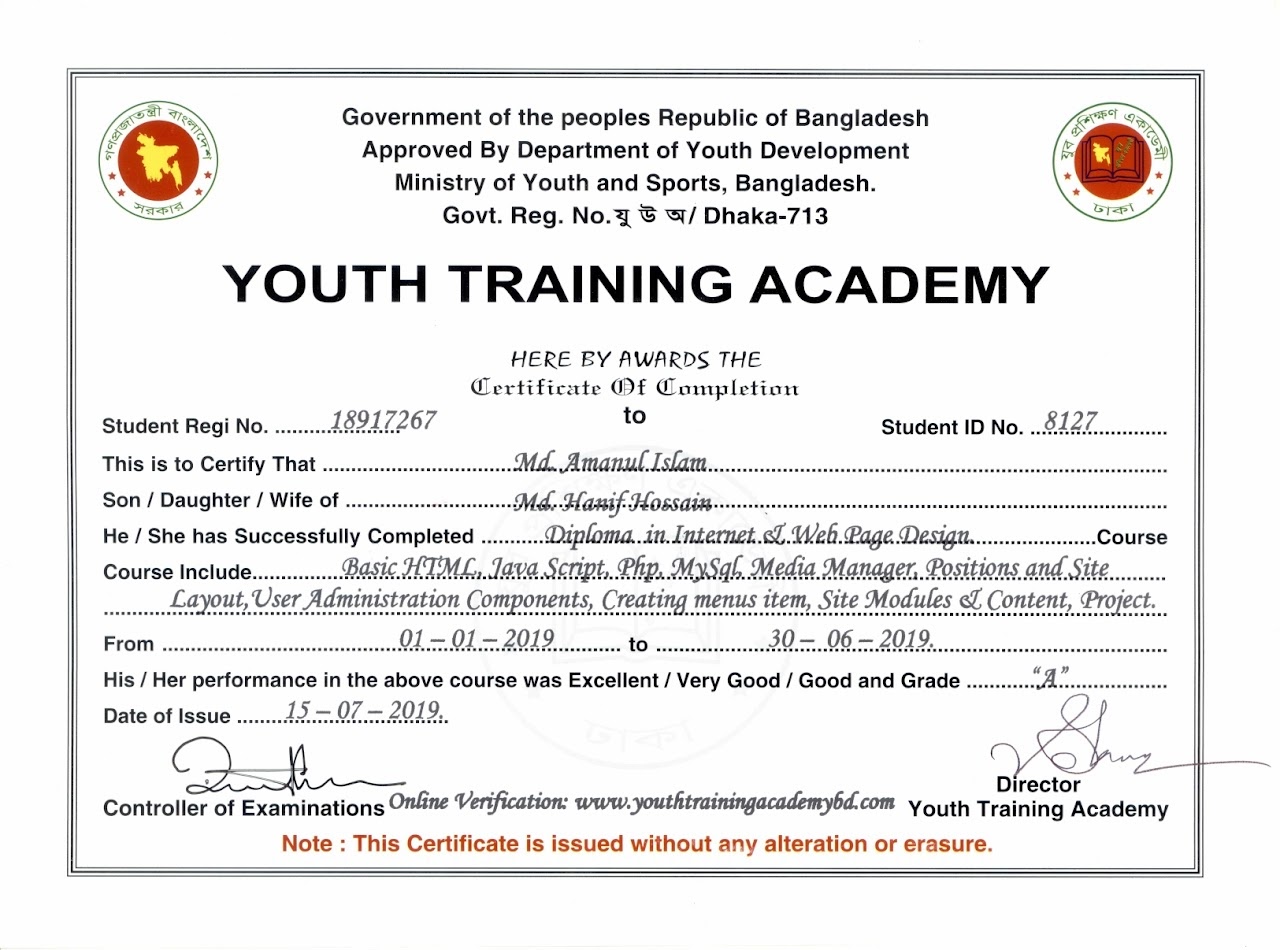 গণপ্রজাতন্ত্রী বাংলাদেশ
সরকার
যুব প্রশিক্ষণ একাডেমী
ঢাকা
Government of the peoples Republic of Bangladesh
Approved By Department of Youth Development
Ministry of Youth and Sports, Bangladesh.
Govt. Reg. No. যু উ অ/ Dhaka-713
YOUTH TRAINING ACADEMY
HERE BY AWARDS THE
Certificate Of Completion
to
Student Regi No. ..........18917267
Student ID No. ...8127............
This is to Certify That ............Md. Amanul Islam............
Son / Daughter / Wife of ............Md. Hanif Hossain............
He / She has Successfully Completed ..........Diploma in Internet & Web Page Design...........Course
Course Include..........Basic HTML, Java Script, Php, MySql, Media Manager, Positions and Site
Layout,User Administration Components, Creating menus item, Site Modules & Content, Project.
From ..........01 – 01 – 2019.......... to ..........30 – 06 – 2019...........
His / Her performance in the above course was Excellent / Very Good / Good and Grade .........."A"..........
Date of Issue ........15 – 07 – 2019.
Controller of Examinations
Online Verification: www.youthtrainingacademybd.com
Director
Youth Training Academy
Note : This Certificate is issued without any alteration or erasure.